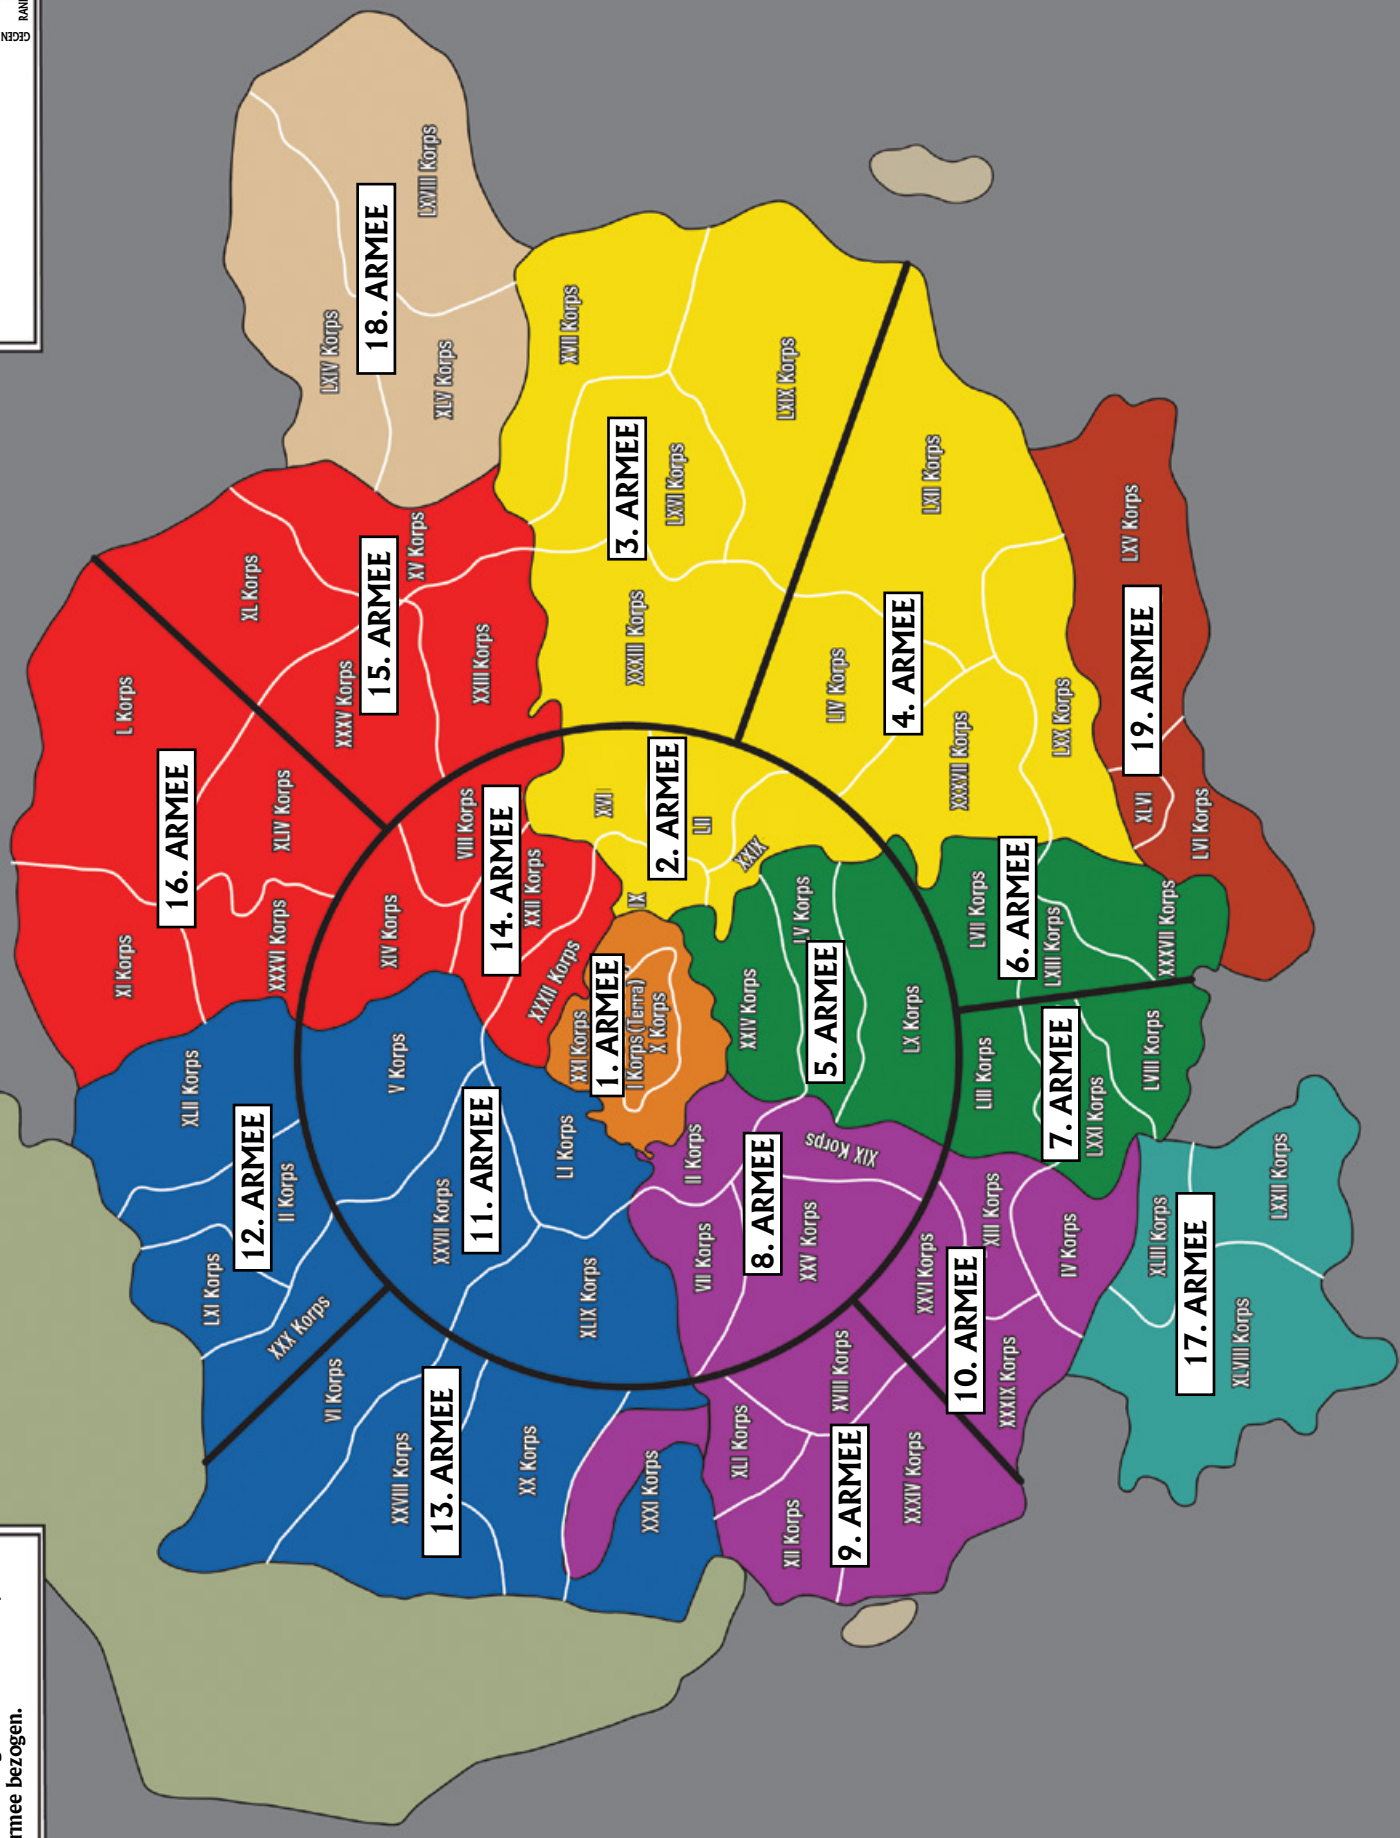 rmee bezogen.
GEGEN
XI Korps
L Korps
16. ARMEE
XLII Korps
LXI Korps
XL Korps
12. ARMEE
II Korps
XXXVI Korps
XLIV Korps
XXX Korps
VI Korps
LXIV Korps
XXXV Korps
18. ARMEE
15. ARMEE
XIV Korps
V Korps
XXVIII Korps
XV Korps
LXVIII Korps
13. ARMEE
XXVII Korps
XLV Korps
VIII Korps
11. ARMEE
XXIII Korps
14. ARMEE
XX Korps
XXII Korps
XXXII Korps
LI Korps
XVII Korps
XXI Korps
XLIX Korps
XVI
1. ARMEE
3. ARMEE
I Korps (Terra)
IX
XXXIII Korps
XXXI Korps
X Korps
2. ARMEE
LXVI Korps
II Korps
VII Korps
LII
XLI Korps
XXIV Korps
XXIX
8. ARMEE
LXIX Korps
XII Korps
LV Korps
XXV Korps
5. ARMEE
LIV Korps
XVIII Korps
XIX Korps
9. ARMEE
4. ARMEE
XXXIV Korps
LX Korps
XXVI Korps
LXII Korps
XXXVII Korps
10. ARMEE
LVII Korps
LIII Korps
XIII Korps
XXXIX Korps
6. ARMEE
LXIII Korps
7. ARMEE
LXX Korps
IV Korps
LXXI Korps
LXV Korps
19. ARMEE
XLVI
LVIII Korps
XLIII Korps
XXXVII Korps
17. ARMEE
LVI Korps
XLVIII Korps
LXXII Korps